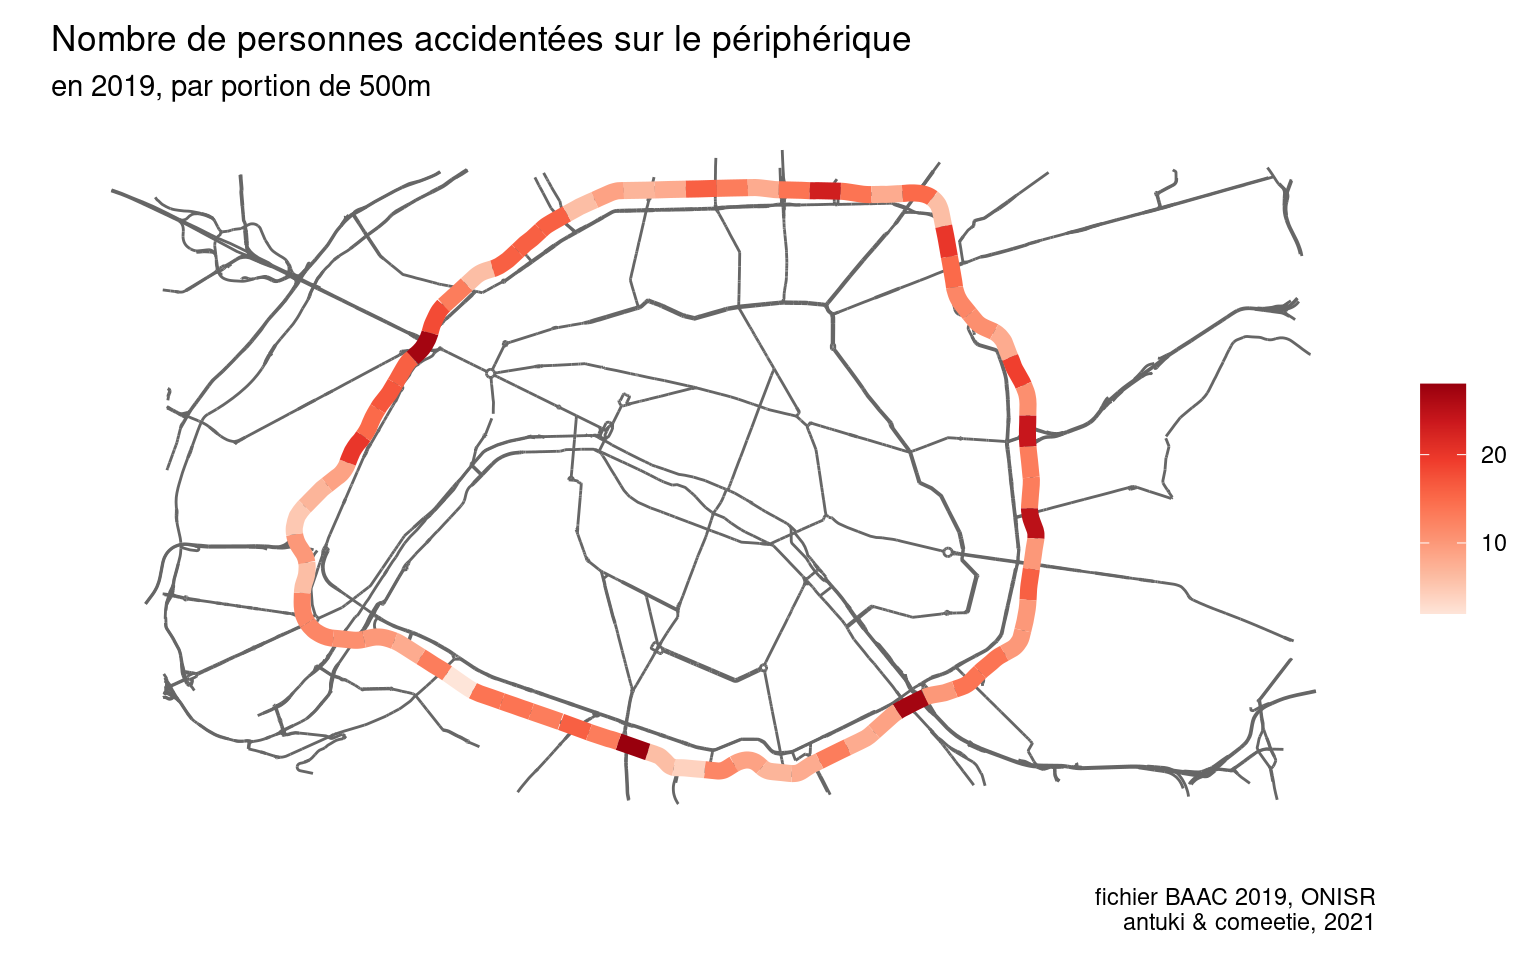 Nombre de personnes accidentées sur le périphérique
en 2019, par portion de 500m
20
10
fichier BAAC 2019, ONISR
antuki & comeetie, 2021